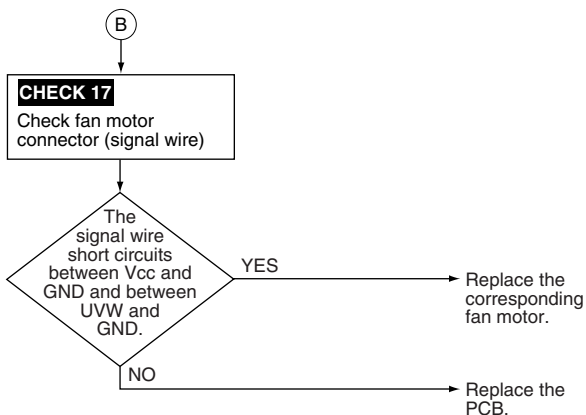 B
CHECK 17
Check fan motor
connector (signal wire)
The
signal wire
short circuits
between Vcc and
GND and between
UVW and
GND.
YES
Replace the
corresponding
fan motor.
NO
Replace the
PCB.